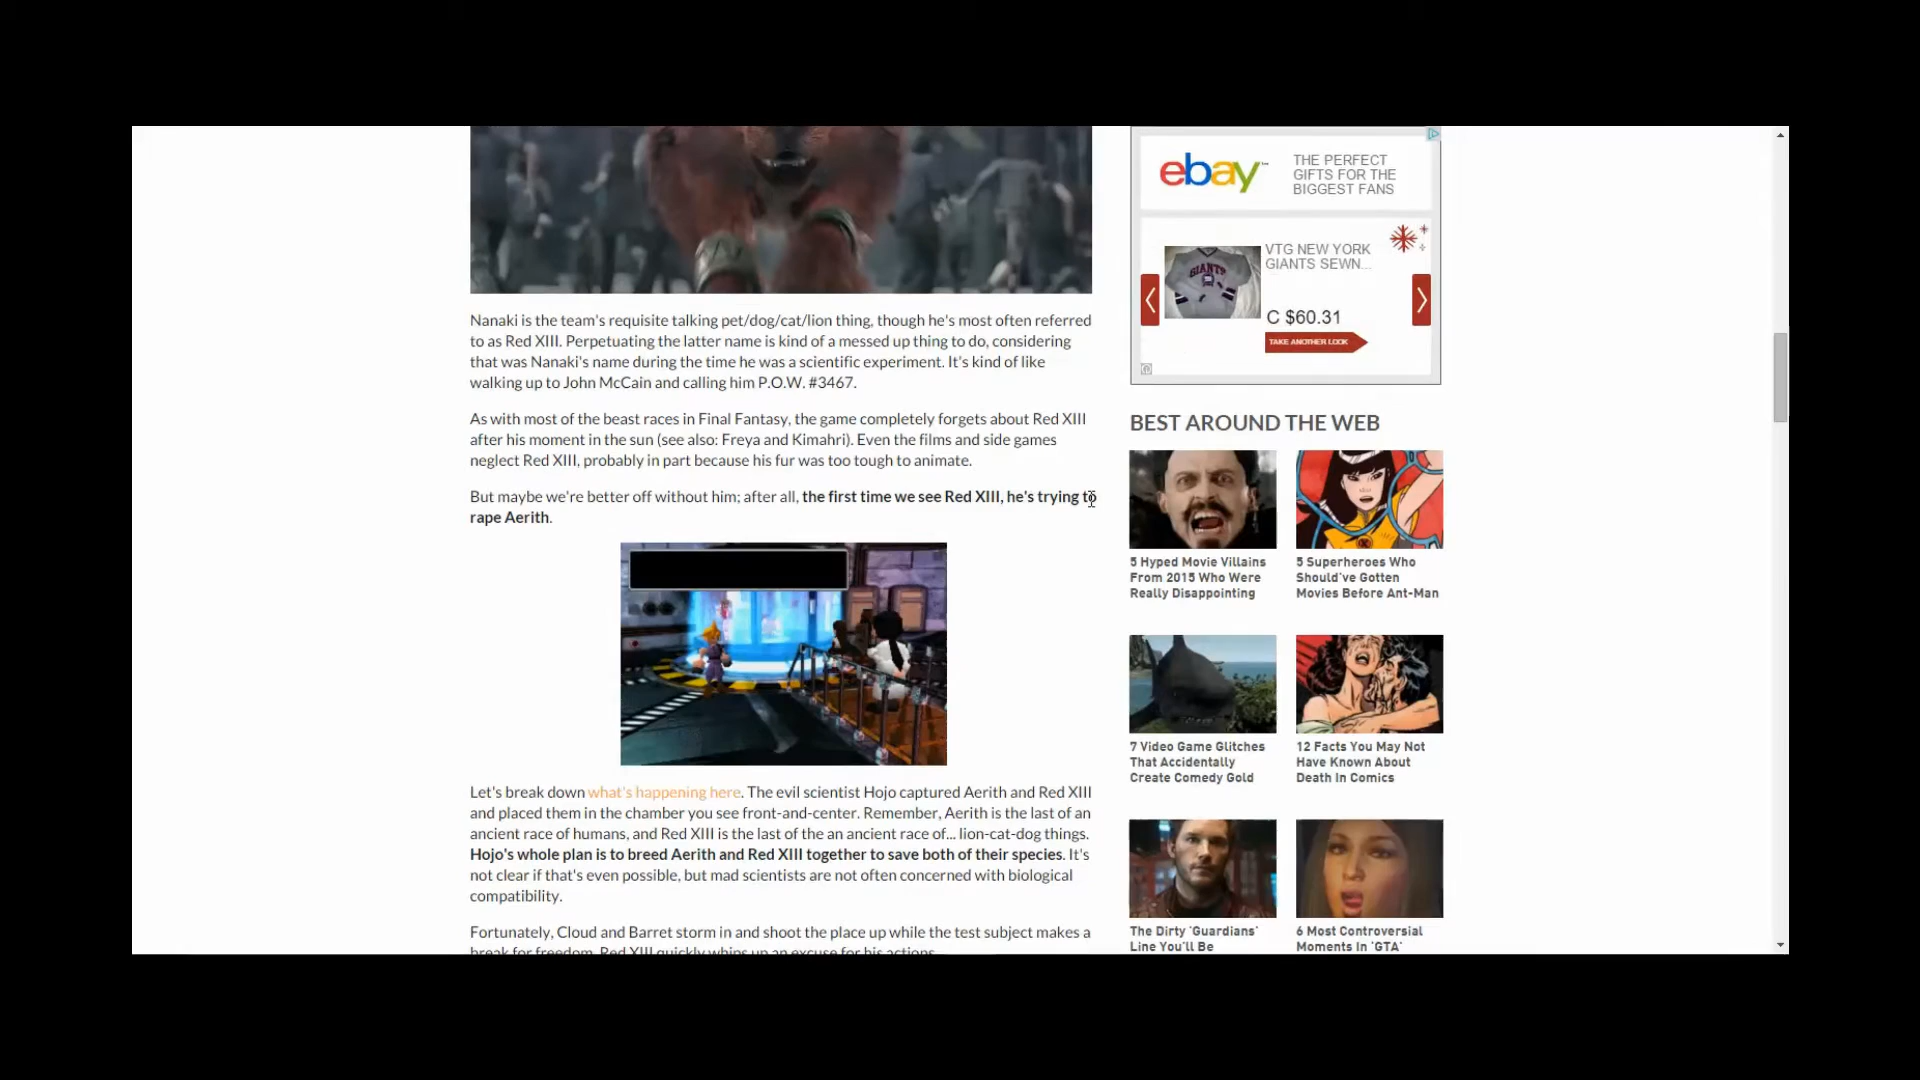 Nanaki is the team's requisite talking pet/dog/cat/lion thing, though he's most often referred
to as Red XIII. Perpetuating the latter name is kind of a messed up thing to do, considering
that was Nanaki's name during the time he was a scientific experiment. It's kind of like
walking up to John McCain and calling him P.O.W. #3467.
As with most of the beast races in Final Fantasy, the game completely forgets about Red XIII
after his moment in the sun (see also: Freya and Kimahri). Even the films and side games
neglect Red XIII, probably in part because his fur was too tough to animate.
But maybe we're better off without him; after all, the first time we see Red XIII, he's trying to
rape Aerith.
Let's break down what's happening here. The evil scientist Hojo captured Aerith and Red XIII
and placed them in the chamber you see front-and-center. Remember, Aerith is the last of an
ancient race of humans, and Red XIII is the last of the an ancient race of... lion-cat-dog things.
Hojo's whole plan is to breed Aerith and Red XIII together to save both of their species. It's
not clear if that's even possible, but mad scientists are not often concerned with biological
compatibility.
Fortunately, Cloud and Barret storm in and shoot the place up while the test subject makes a
break for freedom. Red XIII quickly whips up an excuse for his actions.
ebay
THE PERFECT
GIFTS FOR THE
BIGGEST FANS
VTG NEW YORK
GIANTS SEWN...
GIANTS
C $60.31
TAKE ANOTHER LOOK
BEST AROUND THE WEB
5 Hyped Movie Villains
From 2015 Who Were
Really Disappointing
5 Superheroes Who
Should've Gotten
Movies Before Ant-Man
7 Video Game Glitches
That Accidentally
Create Comedy Gold
12 Facts You May Not
Have Known About
Death In Comics
The Dirty 'Guardians'
Line You'll Be
6 Most Controversial
Moments In 'GTA'